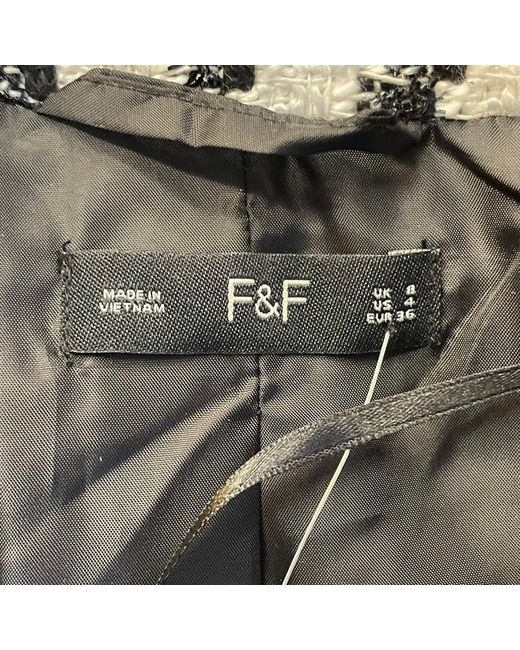 MADE IN
VIETNAM
F&F
UK 8
US 4
EUR 36